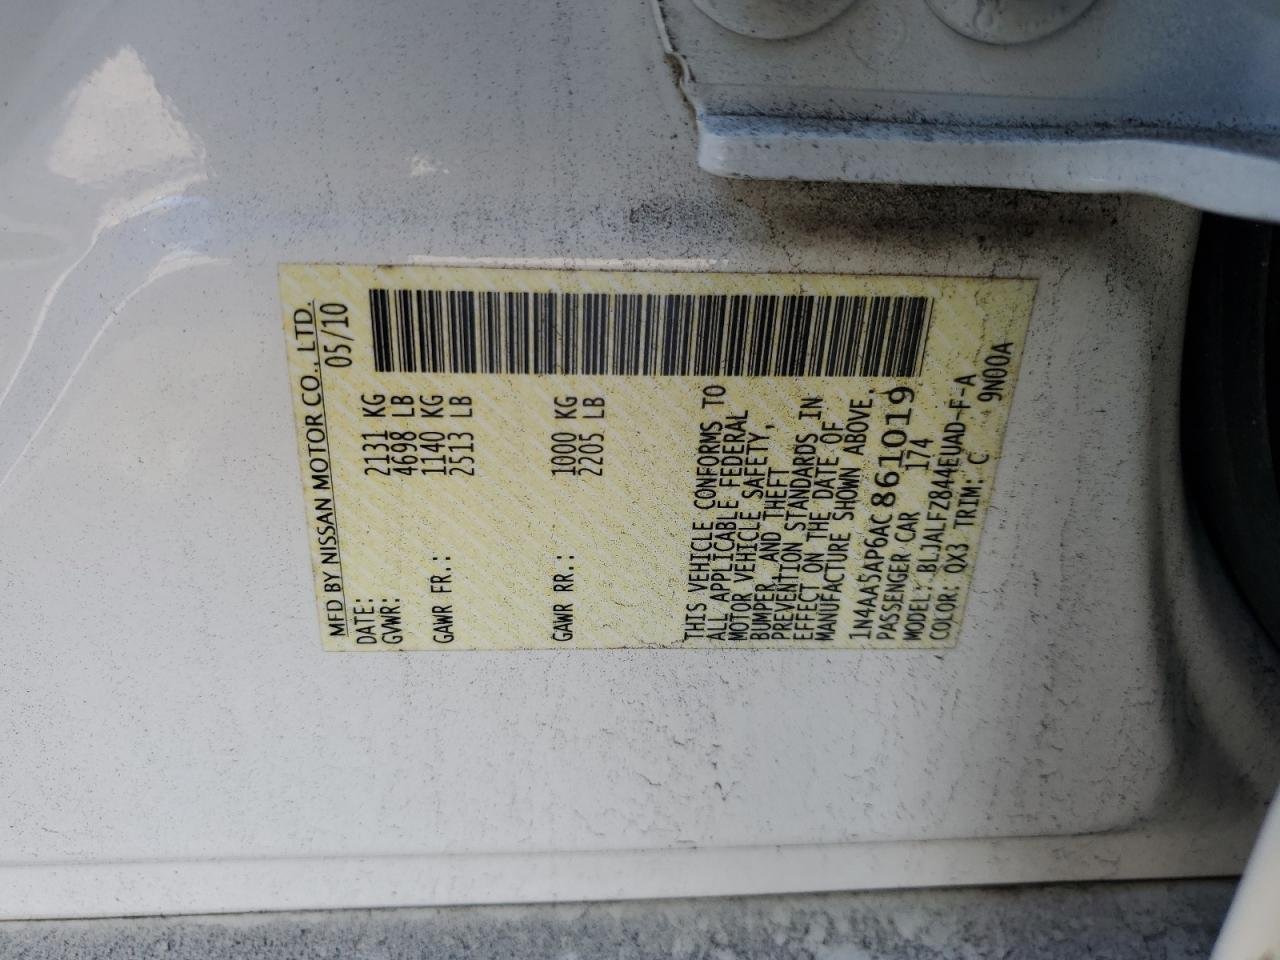 MFD BY NISSAN MOTOR CO., LTD.
DATE: 05/10
GVWR: 2131 KG
4698 LB
GAWR FR.: 1140 KG
2513 LB
GAWR RR.: 1000 KG
2205 LB
THIS VEHICLE CONFORMS TO
ALL APPLICABLE FEDERAL
MOTOR VEHICLE SAFETY,
BUMPER, AND THEFT
PREVENTION STANDARDS IN
EFFECT ON THE DATE OF
MANUFACTURE SHOWN ABOVE.
1N4AA5AP6AC861019
PASSENGER CAR 174
MODEL: BLJALFZ844EUAD-F-A
COLOR: QX3 TRIM: C 9N00A